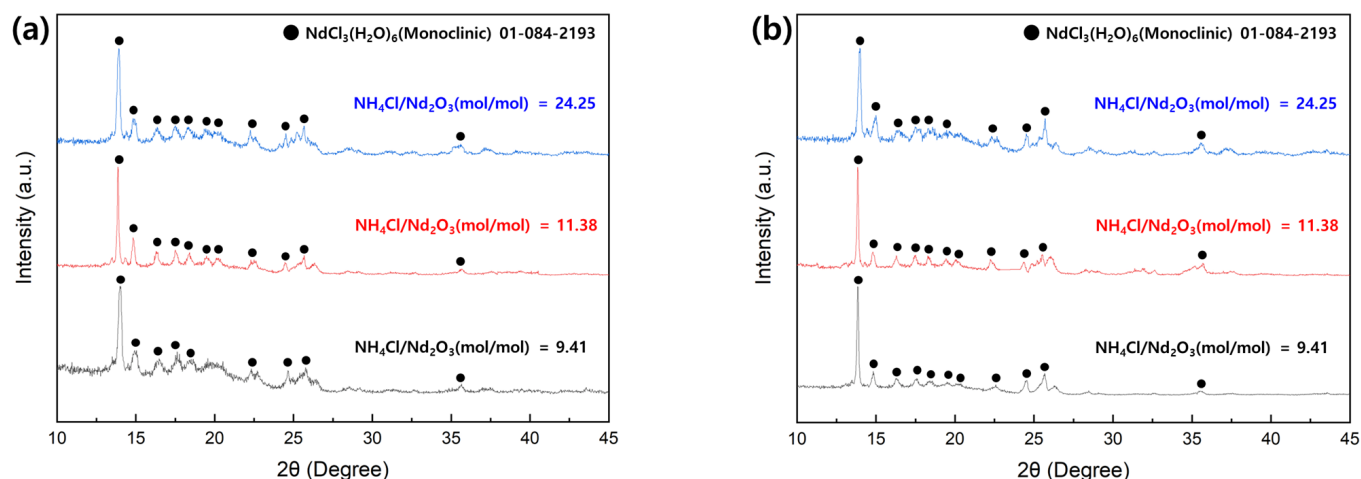 (a)
● NdCl₃(H₂O)₆(Monoclinic) 01-084-2193
NH₄Cl/Nd₂O₃(mol/mol) = 24.25
NH₄Cl/Nd₂O₃(mol/mol) = 11.38
NH₄Cl/Nd₂O₃(mol/mol) = 9.41
Intensity (a.u.)
10 15 20 25 30 35 40 45
2θ (Degree)
(b)
● NdCl₃(H₂O)₆(Monoclinic) 01-084-2193
NH₄Cl/Nd₂O₃(mol/mol) = 24.25
NH₄Cl/Nd₂O₃(mol/mol) = 11.38
NH₄Cl/Nd₂O₃(mol/mol) = 9.41
Intensity (a.u.)
10 15 20 25 30 35 40 45
2θ (Degree)